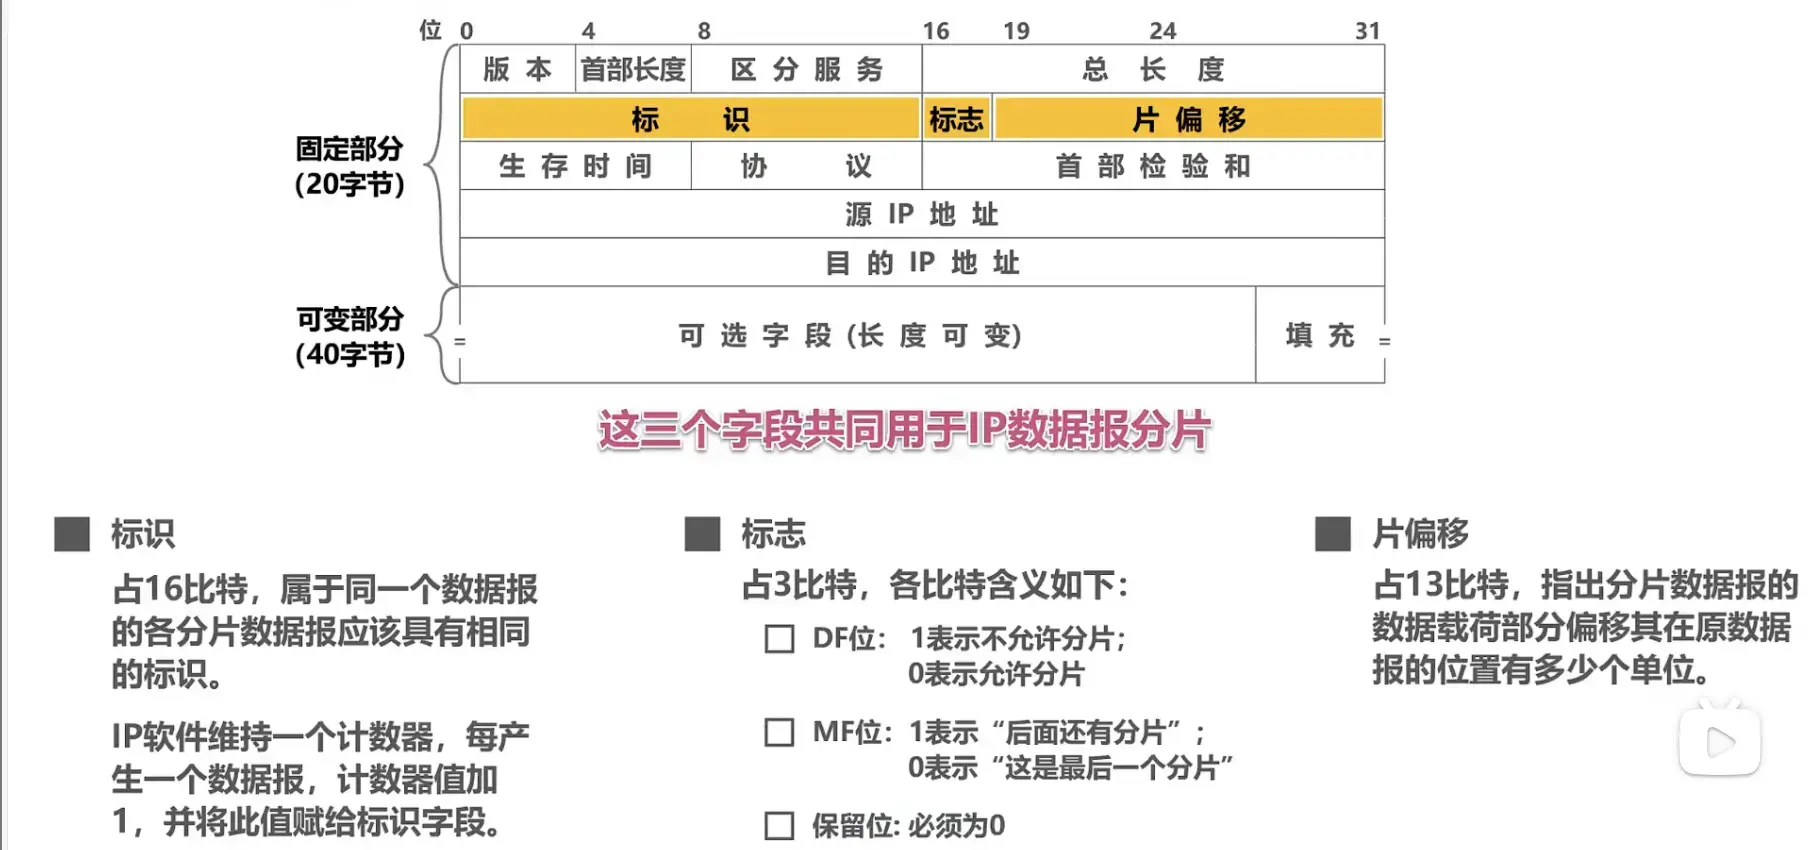 位 0 4 8 16 19 24 31
版 本 首部长度 区 分 服 务 总 长 度
标 识 标志 片 偏 移
固定部分
(20字节)
生 存 时 间 协 议 首 部 检 验 和
源 IP 地 址
目 的 IP 地 址
可变部分
(40字节)
= 可 选 字 段 (长 度 可 变) 填 充 =
这三个字段共同用于IP数据报分片
标识
占16比特，属于同一个数据报
的各分片数据报应该具有相同
的标识。
IP软件维持一个计数器，每产
生一个数据报，计数器值加
1，并将此值赋给标识字段。
标志
占3比特，各比特含义如下：
DF位： 1表示不允许分片；
0表示允许分片
MF位：1表示“后面还有分片”；
0表示“这是最后一个分片”
保留位: 必须为0
片偏移
占13比特，指出分片数据报的
数据载荷部分偏移其在原数据
报的位置有多少个单位。